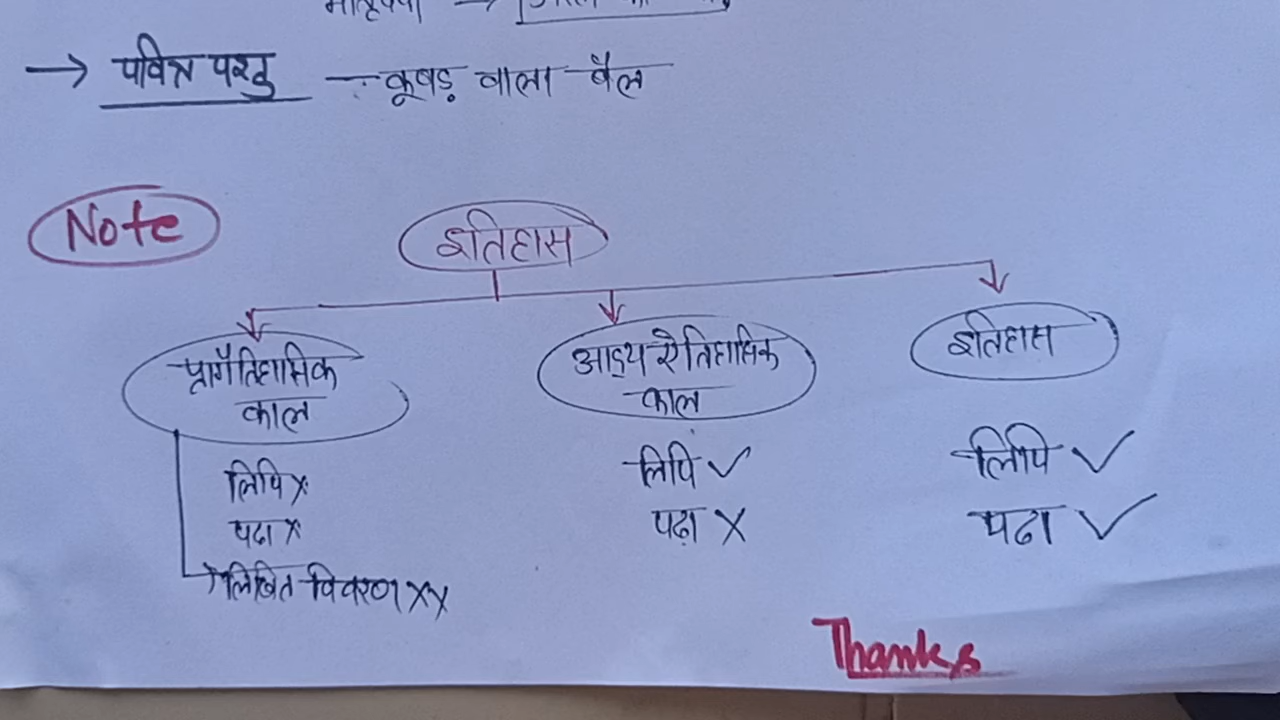 → पवित्र पशु – कूबड़ वाला बैल
Note
इतिहास
प्रागैतिहासिक काल
लिपि ×
पढा ×
→ लिखित विवरण ××
आद्य ऐतिहासिक काल
लिपि ✓
पढ़ा ×
इतिहास
लिपि ✓
पढा ✓
Thanks